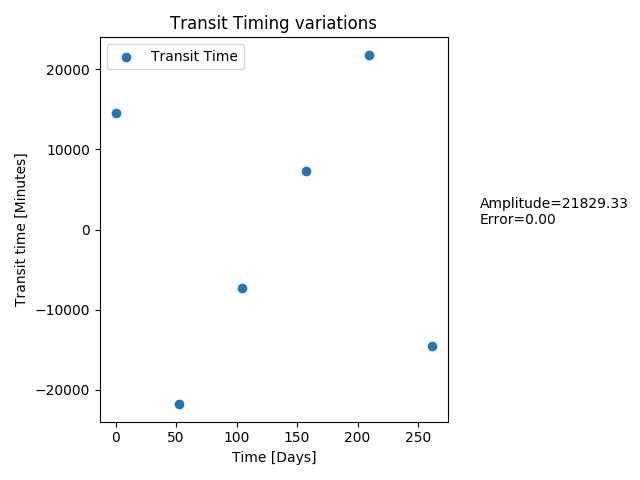 Transit Timing variations
Transit Time
20000
10000
0
−10000
−20000
Transit time [Minutes]
0
50
100
150
200
250
Time [Days]
Amplitude=21829.33
Error=0.00